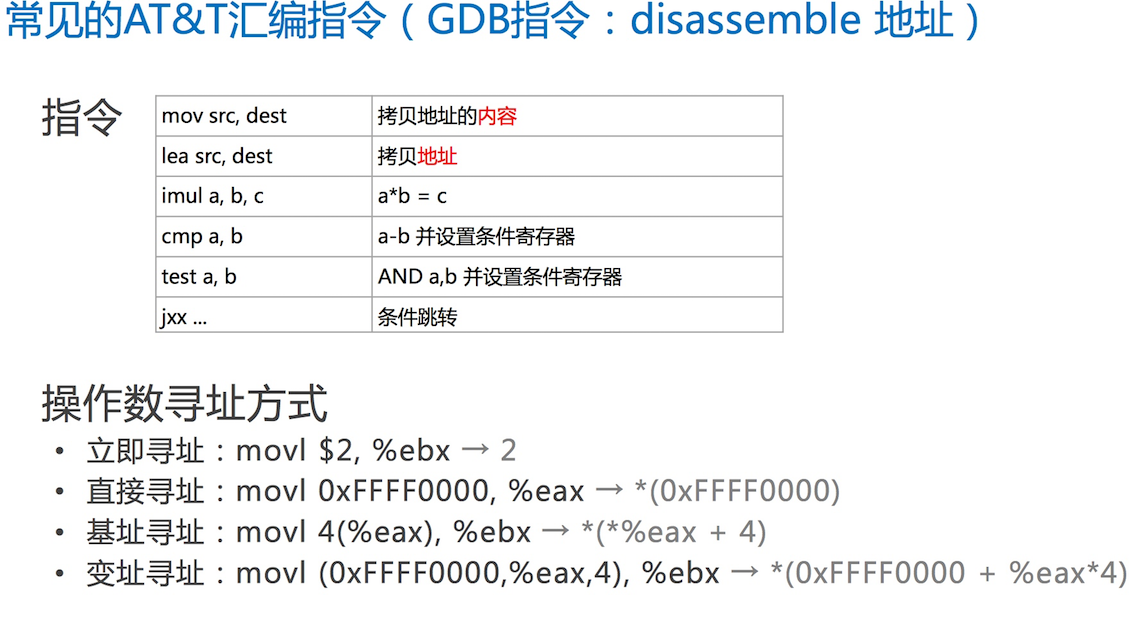 常见的AT&T汇编指令（GDB指令：disassemble 地址）
指令
mov src, dest 拷贝地址的内容
lea src, dest 拷贝地址
imul a, b, c a*b = c
cmp a, b a-b 并设置条件寄存器
test a, b AND a,b 并设置条件寄存器
jxx ... 条件跳转
操作数寻址方式
• 立即寻址：movl $2, %ebx → 2
• 直接寻址：movl 0xFFFF0000, %eax → *(0xFFFF0000)
• 基址寻址：movl 4(%eax), %ebx → *(*%eax + 4)
• 变址寻址：movl (0xFFFF0000,%eax,4), %ebx → *(0xFFFF0000 + %eax*4)